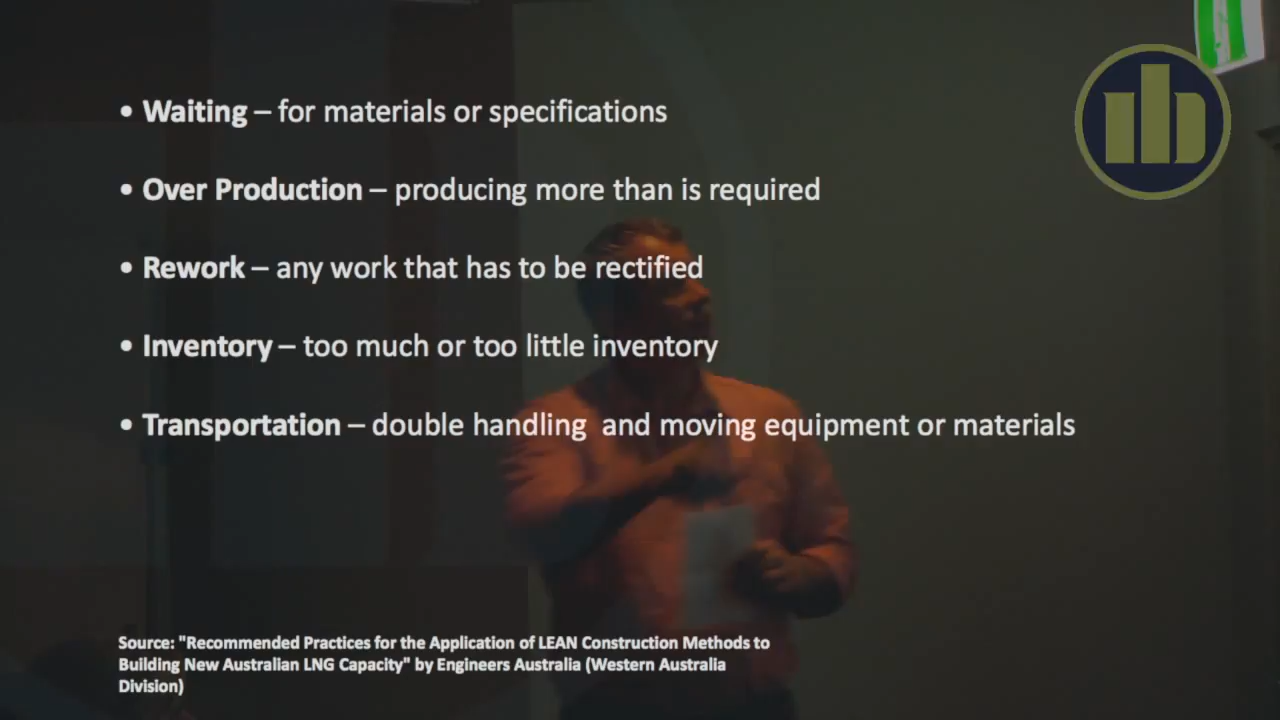 • Waiting – for materials or specifications
• Over Production – producing more than is required
• Rework – any work that has to be rectified
• Inventory – too much or too little inventory
• Transportation – double handling  and moving equipment or materials
Source: "Recommended Practices for the Application of LEAN Construction Methods to
Building New Australian LNG Capacity" by Engineers Australia (Western Australia
Division)